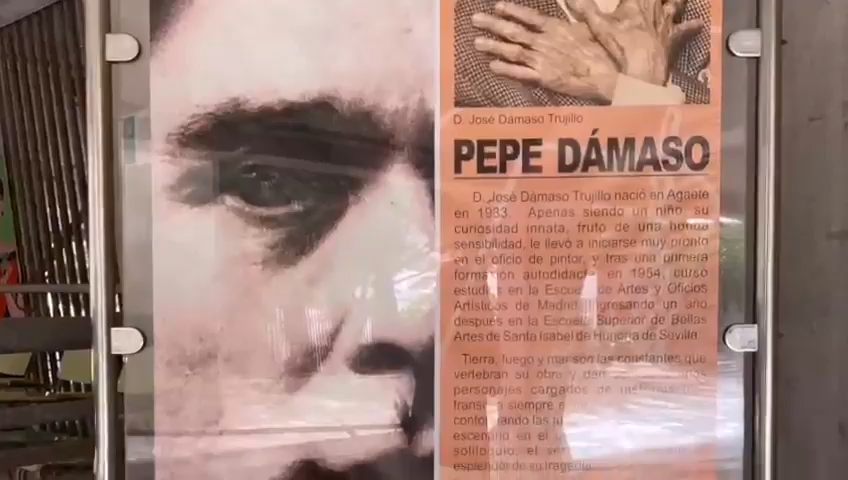 D. José Dámaso Trujillo
PEPE DÁMASO
D. José Dámaso Trujillo nació en Agaete
en 1933. Apenas siendo un niño, su
curiosidad innata, fruto de una honda
sensibilidad, le llevó a iniciarse muy pronto
en el oficio de pintor, y tras una primera
formación autodidacta en 1954, cursó
estudios en la Escuela de Artes y Oficios
Artísticos de Madrid ingresando un año
después en la Escuela Superior de Bellas
Artes de Santa Isabel de Hungría de Sevilla.
Tierra, fuego y mar son las constantes que
vertebran su obra y dan
personajes cargados de
siempre
escenario en el
soliloquio, el
esplendor de su tragedia